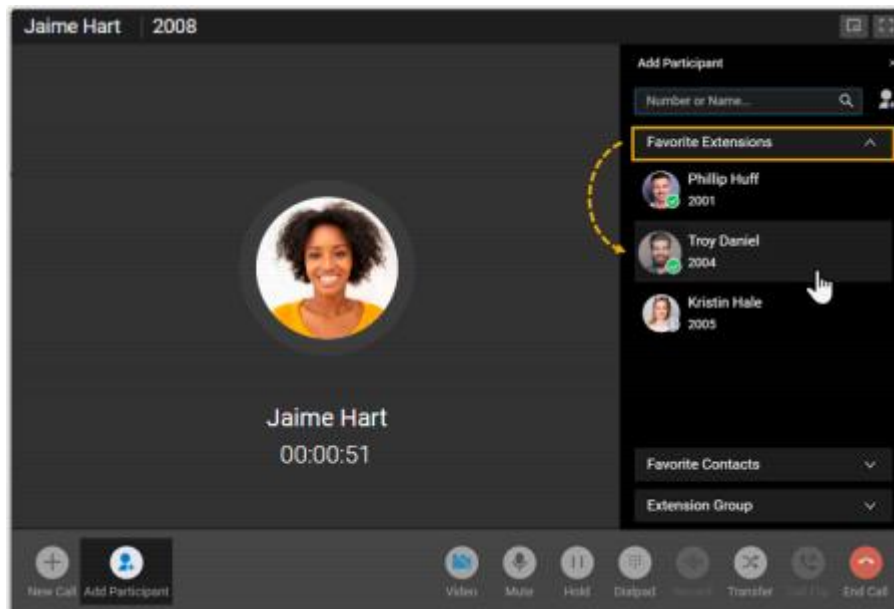 Jaime Hart 2008
Add Participant
Number or Name...
Favorite Extensions
Phillip Huff
2001
Troy Daniel
2004
Kristin Hale
2005
Jaime Hart
00:00:51
Favorite Contacts
Extension Group
New Call Add Participant Video Mute Hold Dialpad Transfer End Call